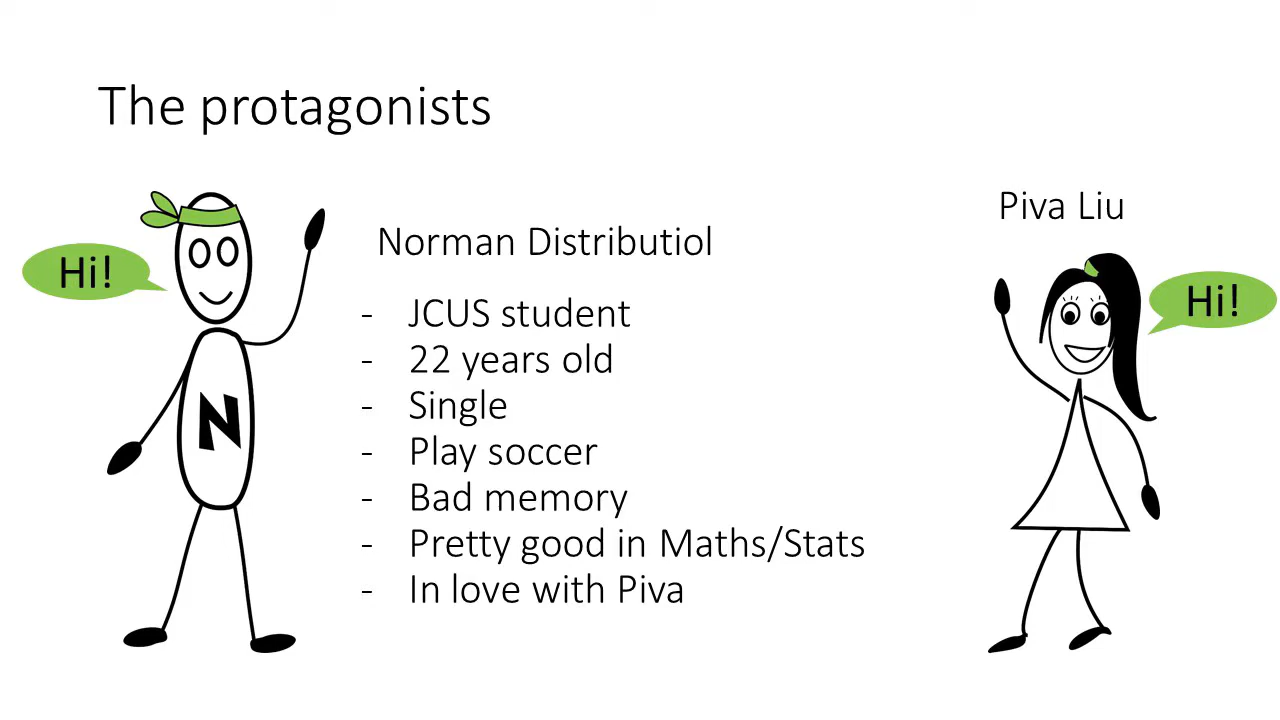 The protagonists
Piva Liu
Norman Distributiol
Hi!
Hi!
N
- JCUS student
- 22 years old
- Single
- Play soccer
- Bad memory
- Pretty good in Maths/Stats
- In love with Piva